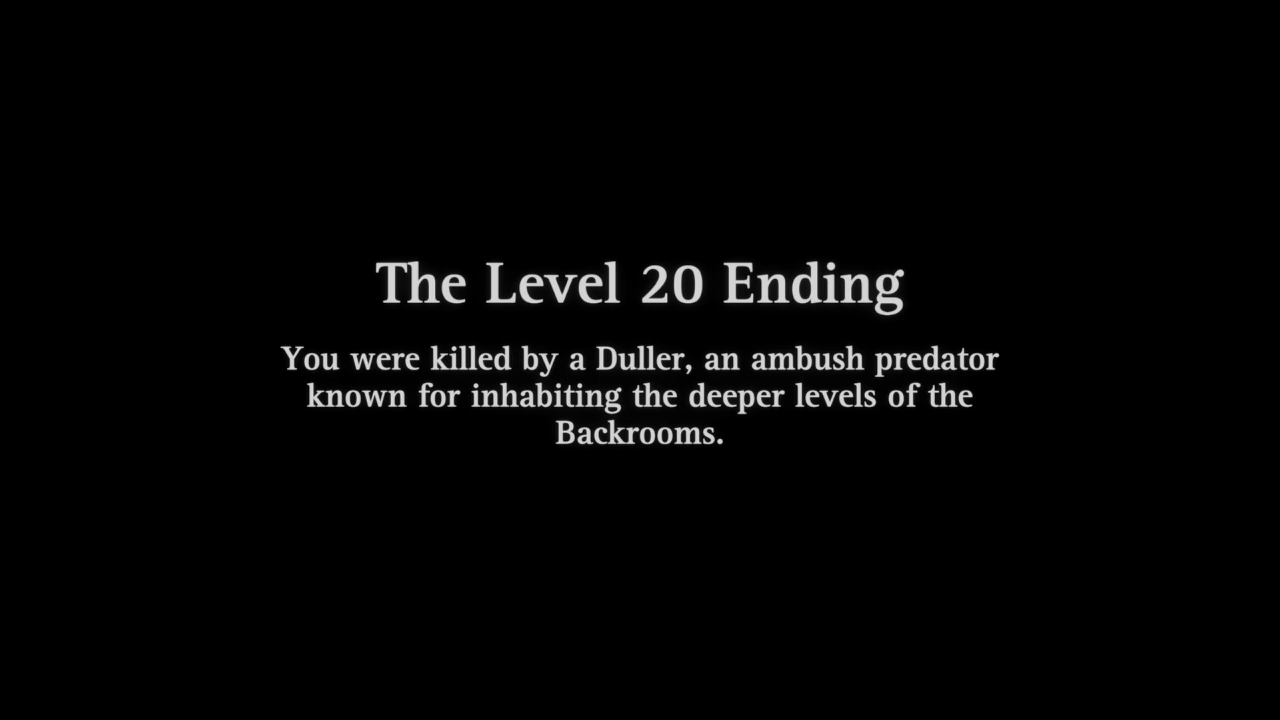 The Level 20 Ending
You were killed by a Duller, an ambush predator
known for inhabiting the deeper levels of the
Backrooms.